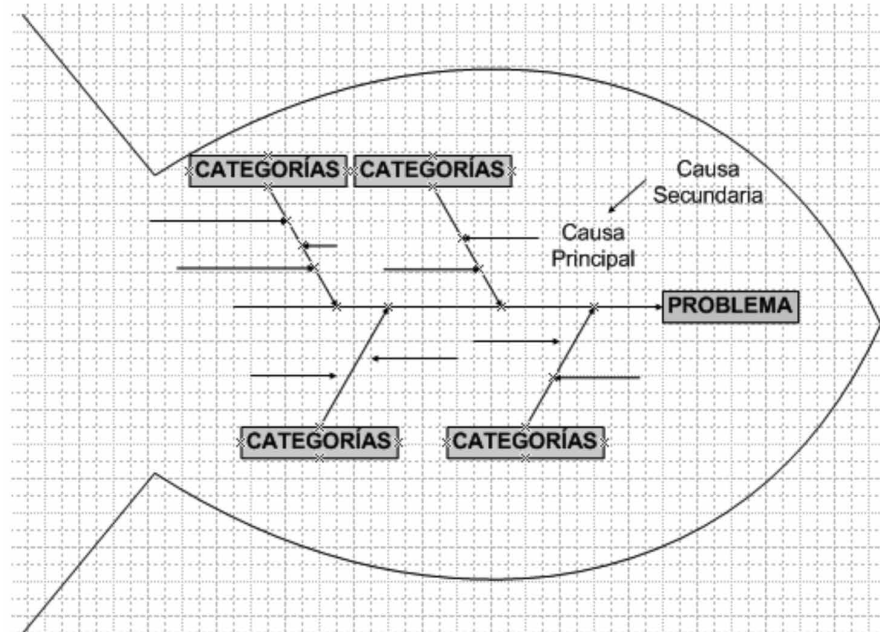 CATEGORÍAS
CATEGORÍAS
Causa
Secundaria
Causa
Principal
PROBLEMA
CATEGORÍAS
CATEGORÍAS